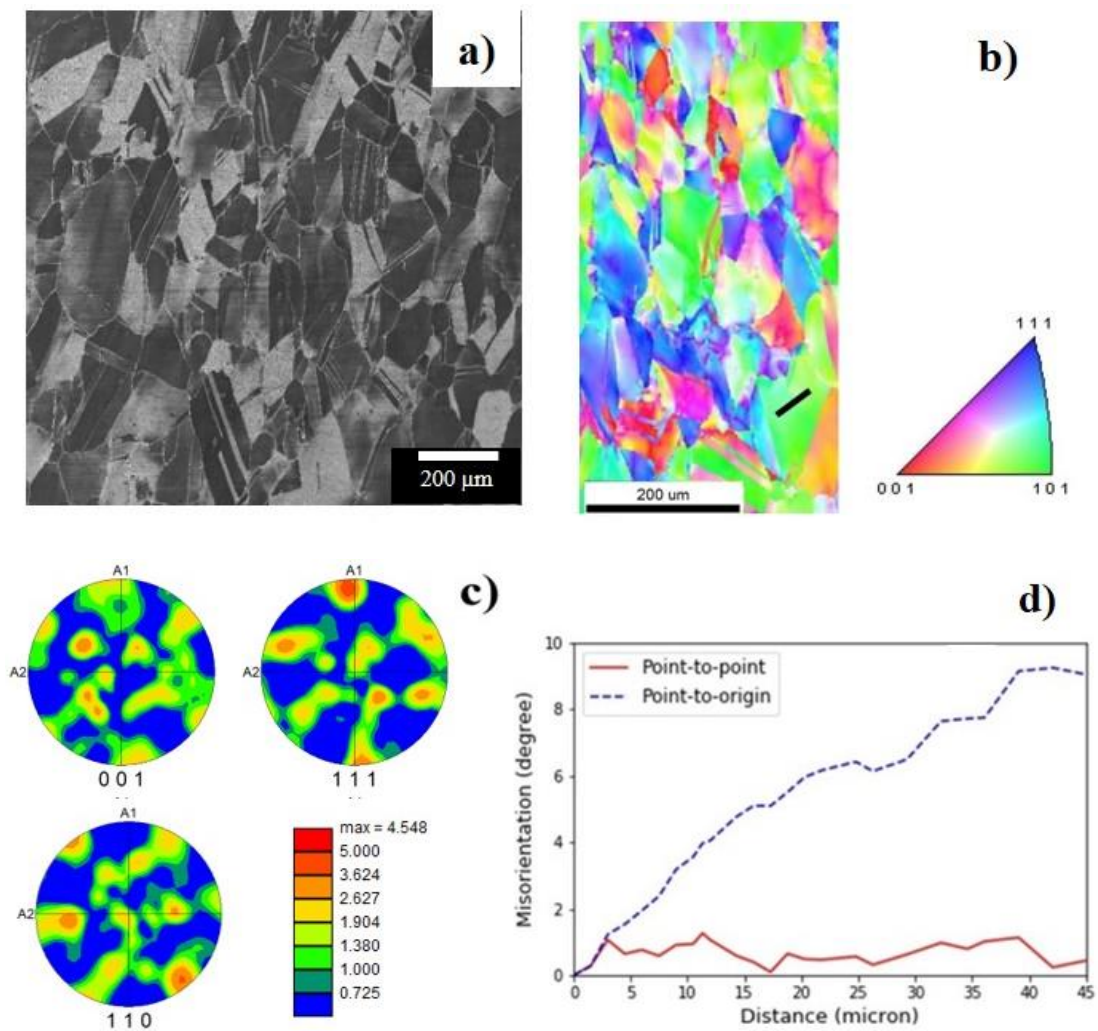 a)
200 µm
b)
200 um
1 1 1
0 0 1
1 0 1
c)
A1
A2
0 0 1
A1
A2
1 1 1
A1
A2
1 1 0
max = 4.548
5.000
3.624
2.627
1.904
1.380
1.000
0.725
d)
Point-to-point
Point-to-origin
Misorientation (degree)
10
8
6
4
2
0
0 5 10 15 20 25 30 35 40 45
Distance (micron)